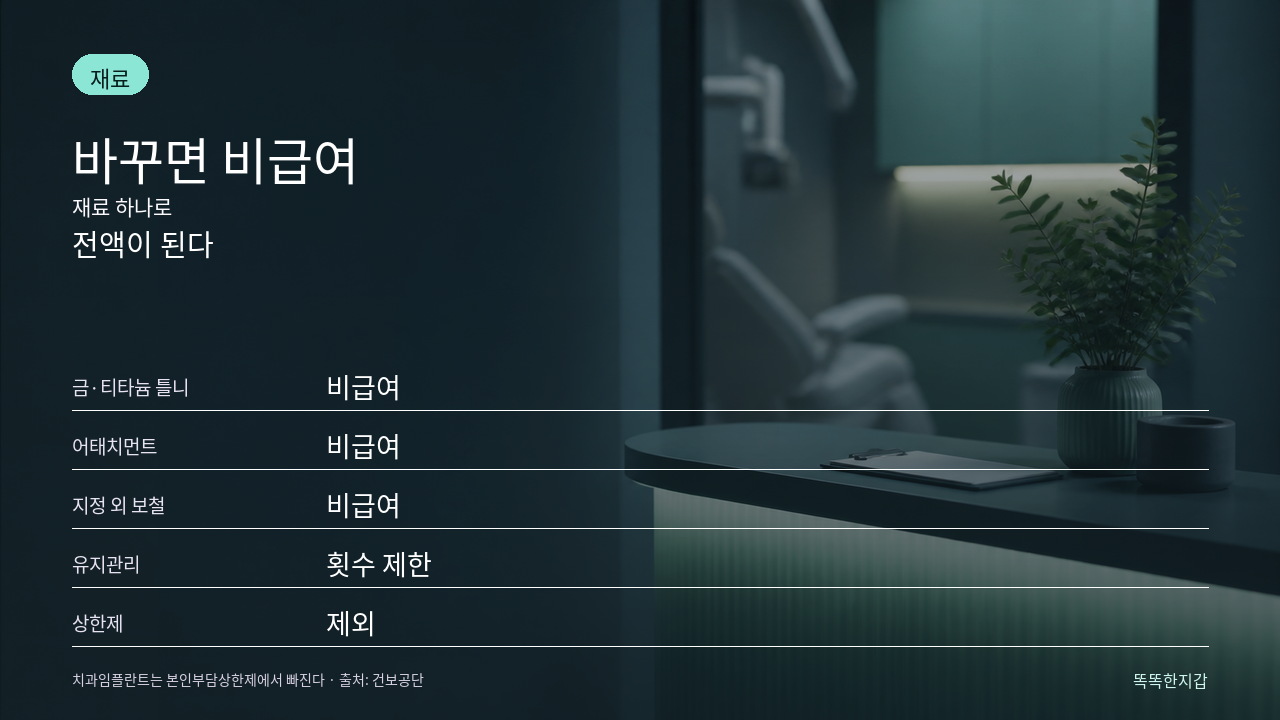 재료
바꾸면 비급여
재료 하나로
전액이 된다
금·티타늄 틀니 비급여
어태치먼트 비급여
지정 외 보철 비급여
유지관리 횟수 제한
상한제 제외
치과임플란트는 본인부담상한제에서 빠진다 · 출처: 건보공단
똑똑한지갑